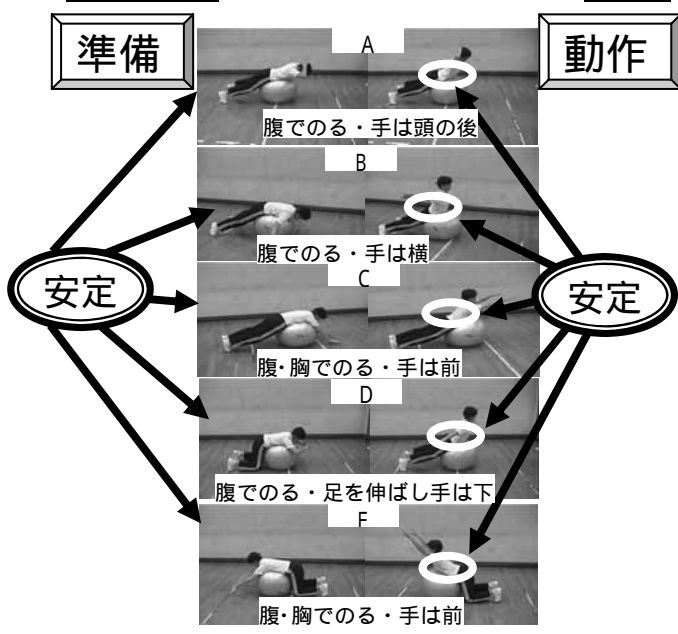 準備
動作
A
腹でのる・手は頭の後
B
腹でのる・手は横
C
腹・胸でのる・手は前
D
腹でのる・足を伸ばし手は下
E
腹・胸でのる・手は前
安定
安定